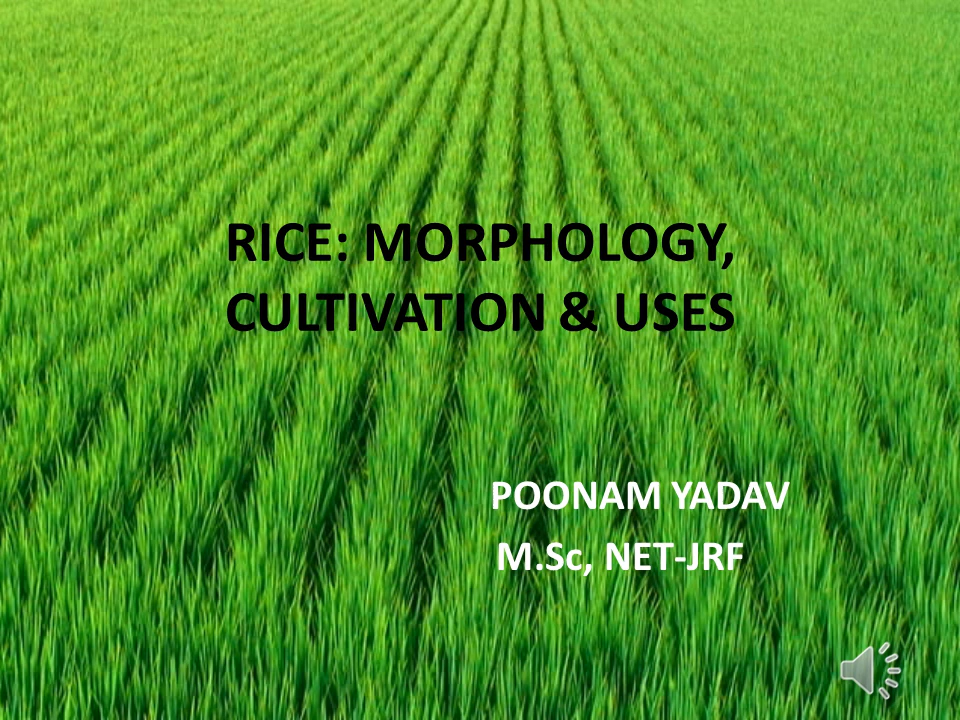 RICE: MORPHOLOGY,
CULTIVATION & USES
POONAM YADAV
M.Sc, NET-JRF